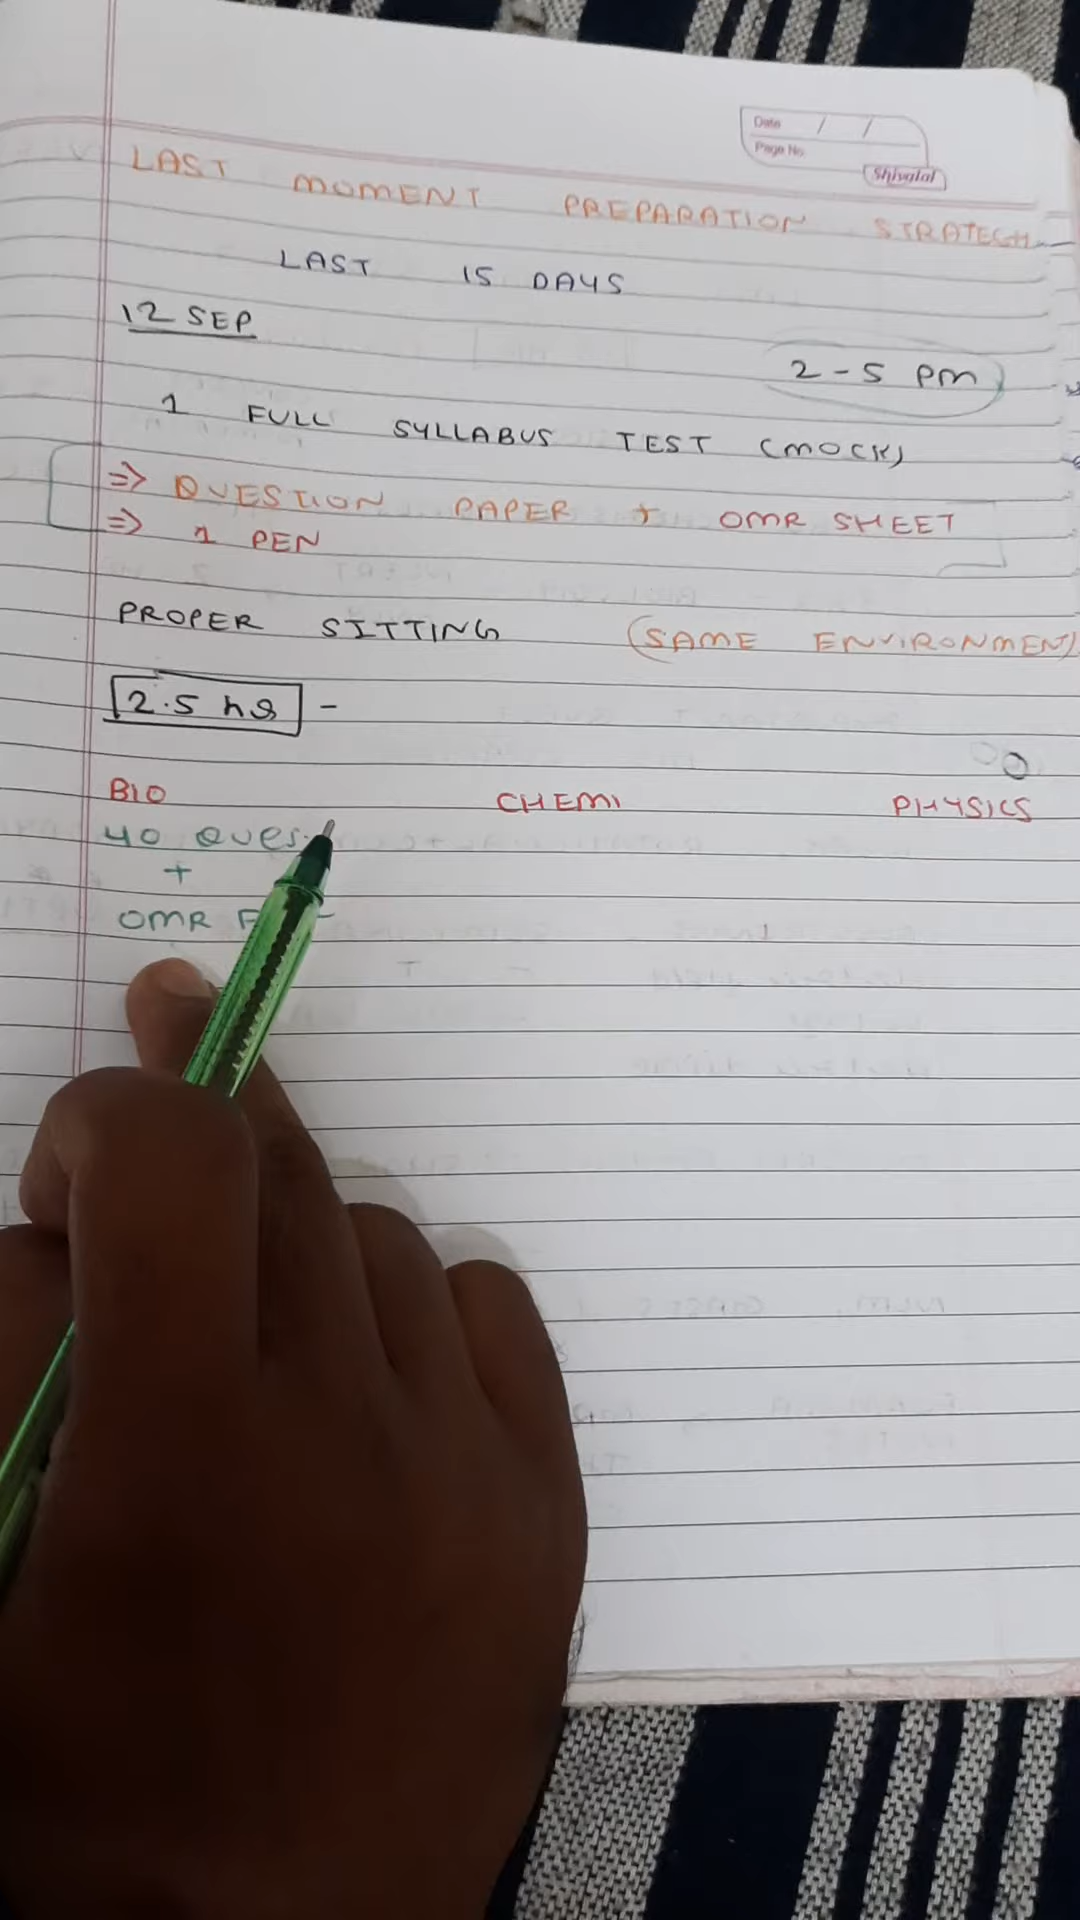 Date / /
Page No
Shivalal
LAST MOMENT PREPARATION STRATEGY
LAST 15 DAYS
12 SEP
2 - 5 pm
1 FULL SYLLABUS TEST (MOCK)
=> QUESTION PAPER + OMR SHEET
=> 1 PEN
PROPER SITTING (SAME ENVIRONMEN)
2.5 hs -
BIO CHEMI PHYSICS
40 Ques
+
OMR